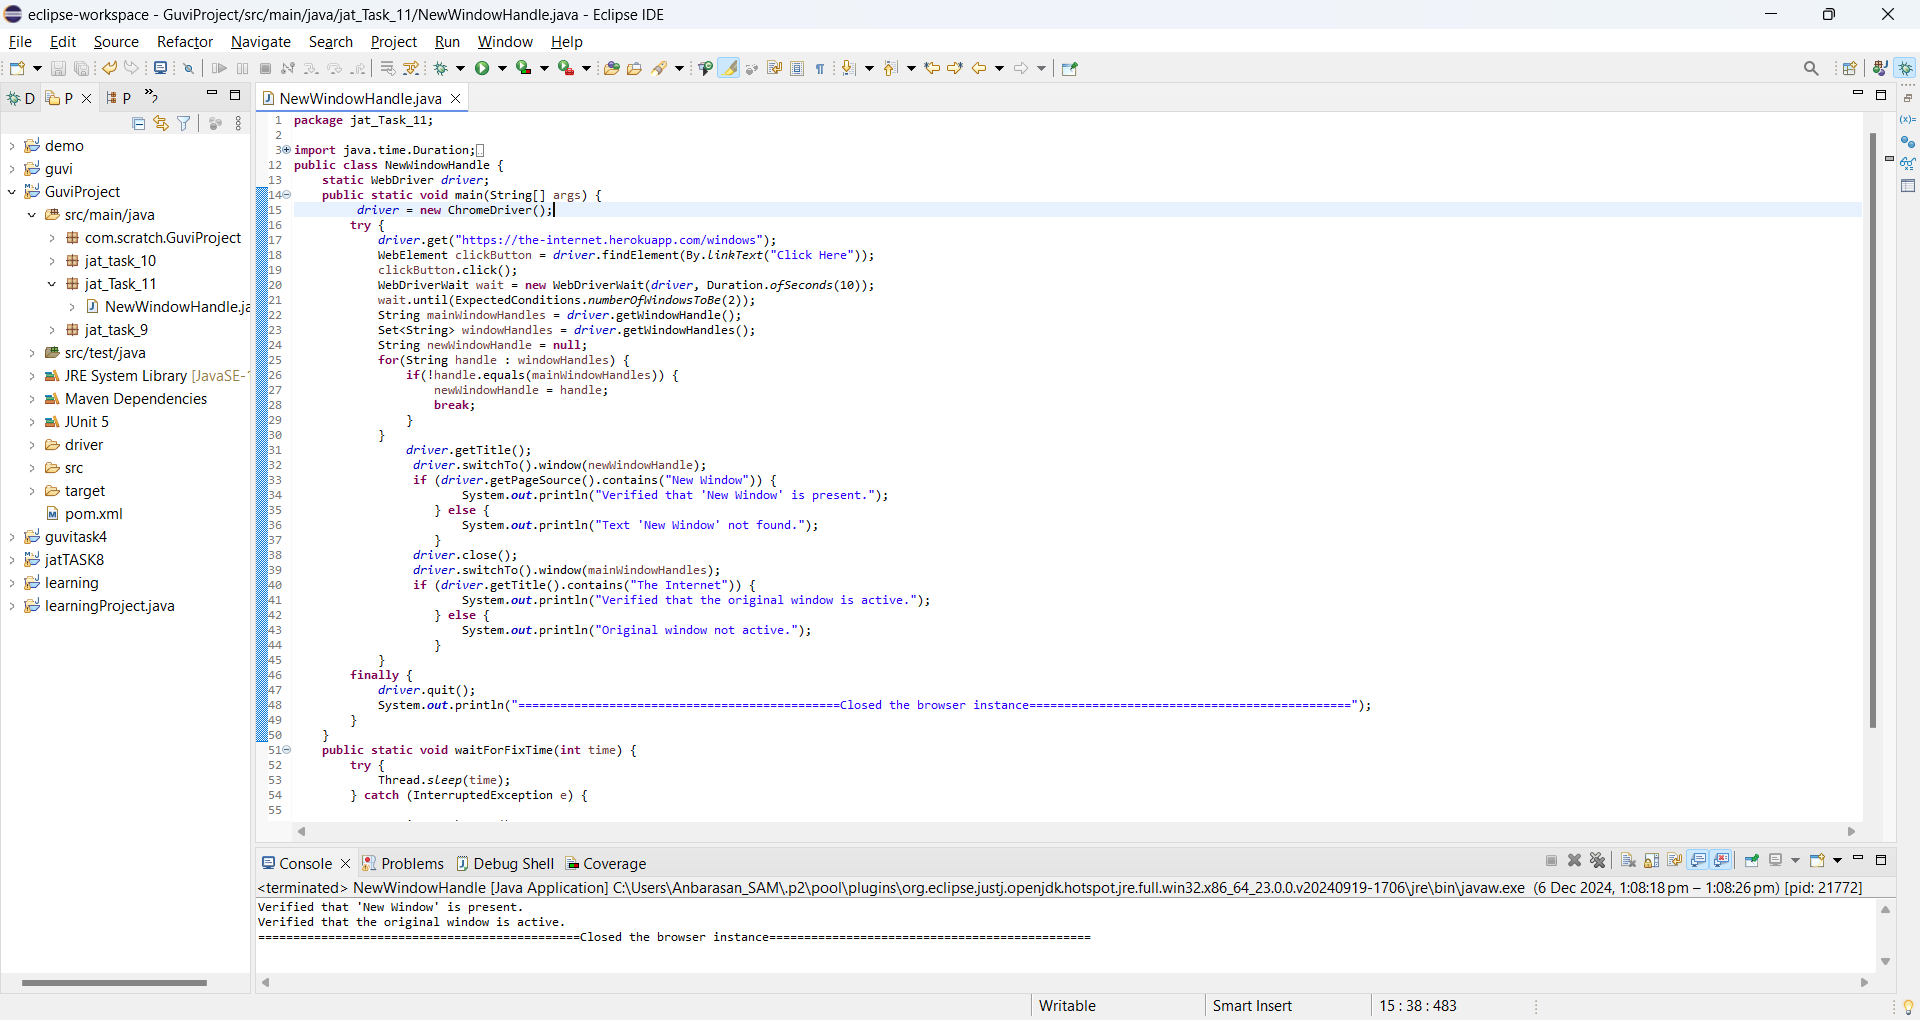 eclipse-workspace - GuviProject/src/main/java/jat_Task_11/NewWindowHandle.java - Eclipse IDE
File Edit Source Refactor Navigate Search Project Run Window Help
D P P
NewWindowHandle.java
demo
guvi
GuviProject
src/main/java
com.scratch.GuviProject
jat_task_10
jat_Task_11
NewWindowHandle.ja
jat_task_9
src/test/java
JRE System Library [JavaSE-1
Maven Dependencies
JUnit 5
driver
src
target
pom.xml
guvitask4
jatTASK8
learning
learningProject.java
1 package jat_Task_11;
2
3 import java.time.Duration;
12 public class NewWindowHandle {
13 static WebDriver driver;
14 public static void main(String[] args) {
15 driver = new ChromeDriver();
16 try {
17 driver.get("https://the-internet.herokuapp.com/windows");
18 WebElement clickButton = driver.findElement(By.linkText("Click Here"));
19 clickButton.click();
20 WebDriverWait wait = new WebDriverWait(driver, Duration.ofSeconds(10));
21 wait.until(ExpectedConditions.numberOfWindowsToBe(2));
22 String mainWindowHandles = driver.getWindowHandle();
23 Set<String> windowHandles = driver.getWindowHandles();
24 String newWindowHandle = null;
25 for(String handle : windowHandles) {
26 if(!handle.equals(mainWindowHandles)) {
27 newWindowHandle = handle;
28 break;
29 }
30 }
31 driver.getTitle();
32 driver.switchTo().window(newWindowHandle);
33 if (driver.getPageSource().contains("New Window")) {
34 System.out.println("Verified that 'New Window' is present.");
35 } else {
36 System.out.println("Text 'New Window' not found.");
37 }
38 driver.close();
39 driver.switchTo().window(mainWindowHandles);
40 if (driver.getTitle().contains("The Internet")) {
41 System.out.println("Verified that the original window is active.");
42 } else {
43 System.out.println("Original window not active.");
44 }
45 }
46 finally {
47 driver.quit();
48 System.out.println("==============================================Closed the browser instance==============================================");
49 }
50 }
51 public static void waitForFixTime(int time) {
52 try {
53 Thread.sleep(time);
54 } catch (InterruptedException e) {
55
Console Problems Debug Shell Coverage
<terminated> NewWindowHandle [Java Application] C:\Users\Anbarasan_SAM\.p2\pool\plugins\org.eclipse.justj.openjdk.hotspot.jre.full.win32.x86_64_23.0.0.v20240919-1706\jre\bin\javaw.exe (6 Dec 2024, 1:08:18 pm – 1:08:26 pm) [pid: 21772]
Verified that 'New Window' is present.
Verified that the original window is active.
==============================================Closed the browser instance==============================================
Writable Smart Insert 15 : 38 : 483